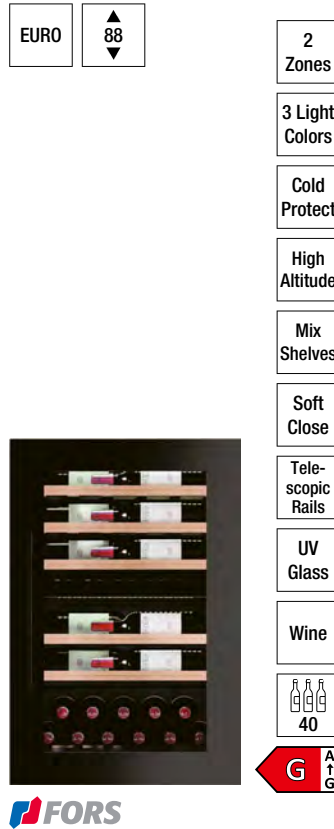 EURO
88
2
Zones
3 Light
Colors
Cold
Protect
High
Altitude
Mix
Shelves
Soft
Close
Tele-
scopic
Rails
UV
Glass
Wine
40
G
A
↑
G
FORS